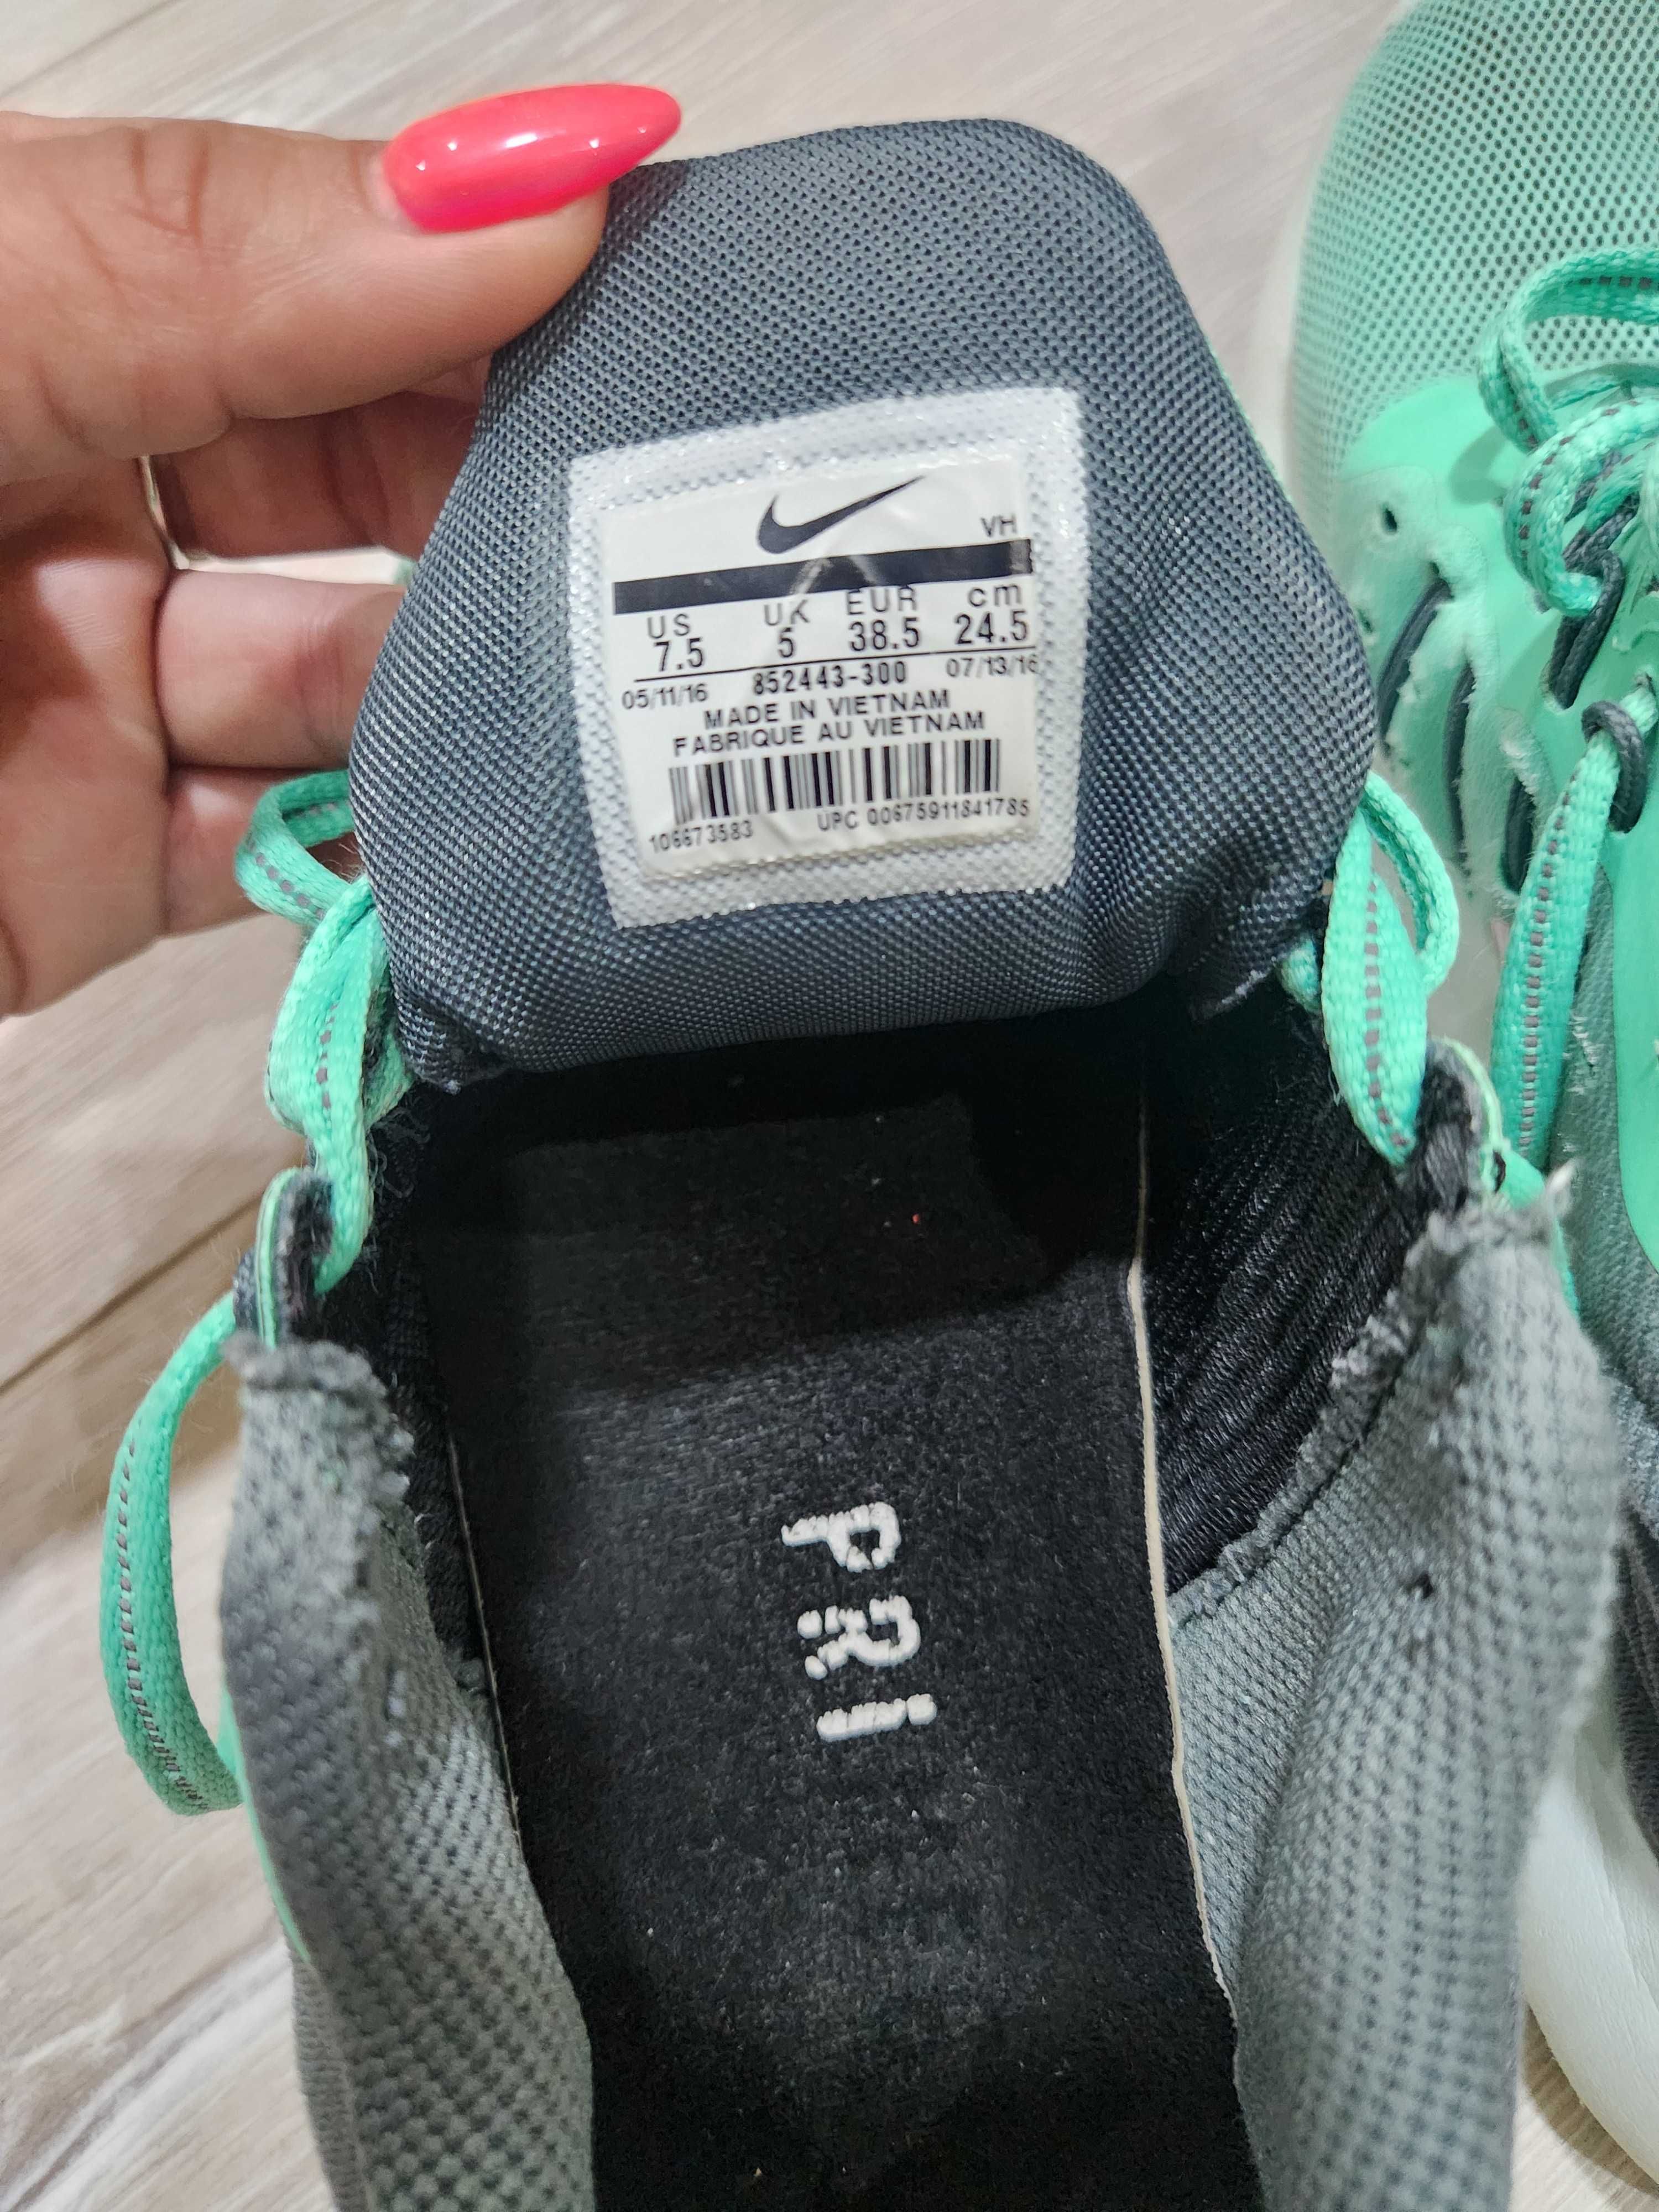 VH
US UK EUR cm
7.5 5 38.5 24.5
05/11/16 852443-300 07/13/16
MADE IN VIETNAM
FABRIQUE AU VIETNAM
106673583 UPC 00675911841785
PRI